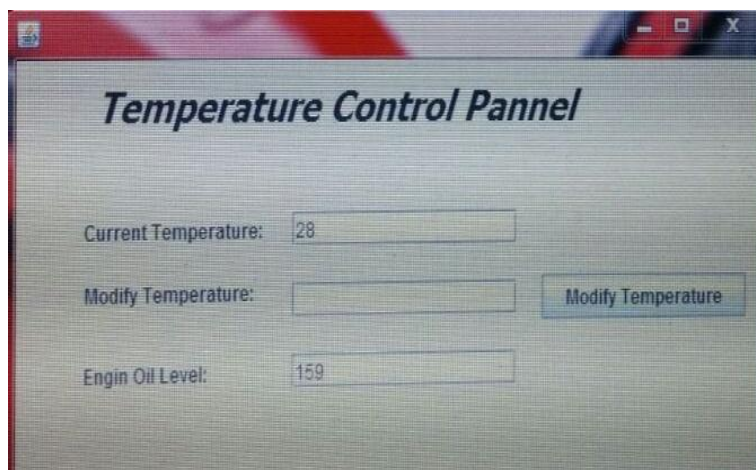 Temperature Control Pannel
Current Temperature: 28
Modify Temperature: Modify Temperature
Engin Oil Level: 159